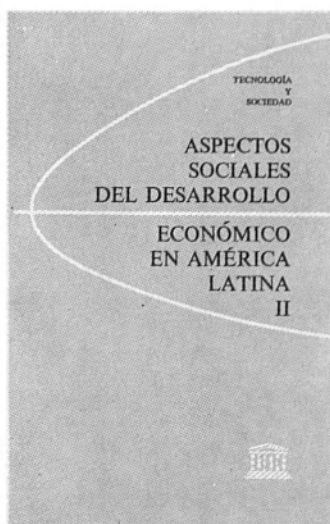 TECNOLOGÍA
Y
SOCIEDAD
ASPECTOS
SOCIALES
DEL DESARROLLO
ECONÓMICO
EN AMÉRICA
LATINA
II